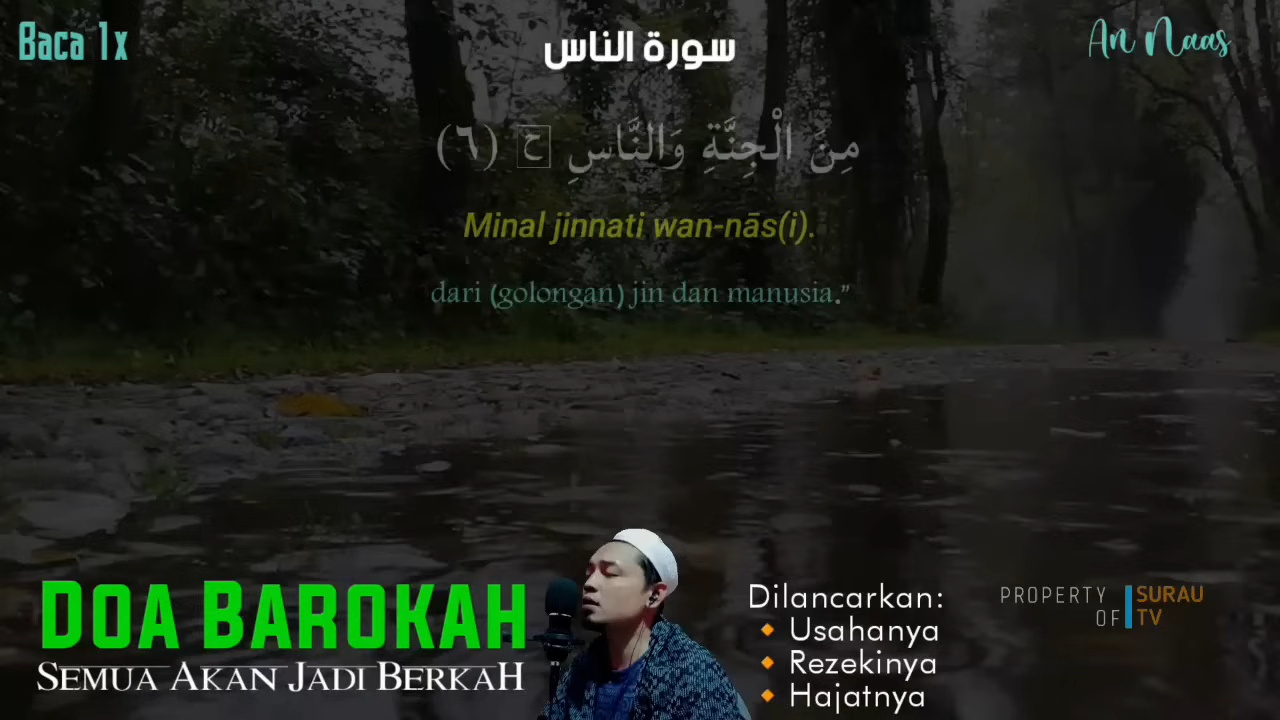 Baca 1x
سورة الناس
An Naas
مِنَ الْجِنَّةِ وَالنَّاسِ ࣖ (٦)
Minal jinnati wan-nās(i).
dari (golongan) jin dan manusia.”
DOA BAROKAH
SEMUA AKAN JADI BERKAH
Dilancarkan:
🔸 Usahanya
🔸 Rezekinya
🔸 Hajatnya
PROPERTY OF
SURAU TV